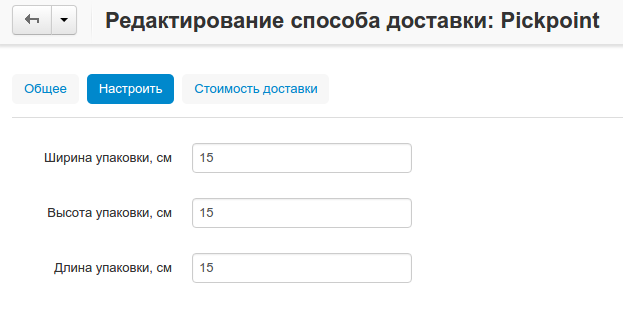 Редактирование способа доставки: Pickpoint
Общее Настроить Стоимость доставки
Ширина упаковки, см 15
Высота упаковки, см 15
Длина упаковки, см 15